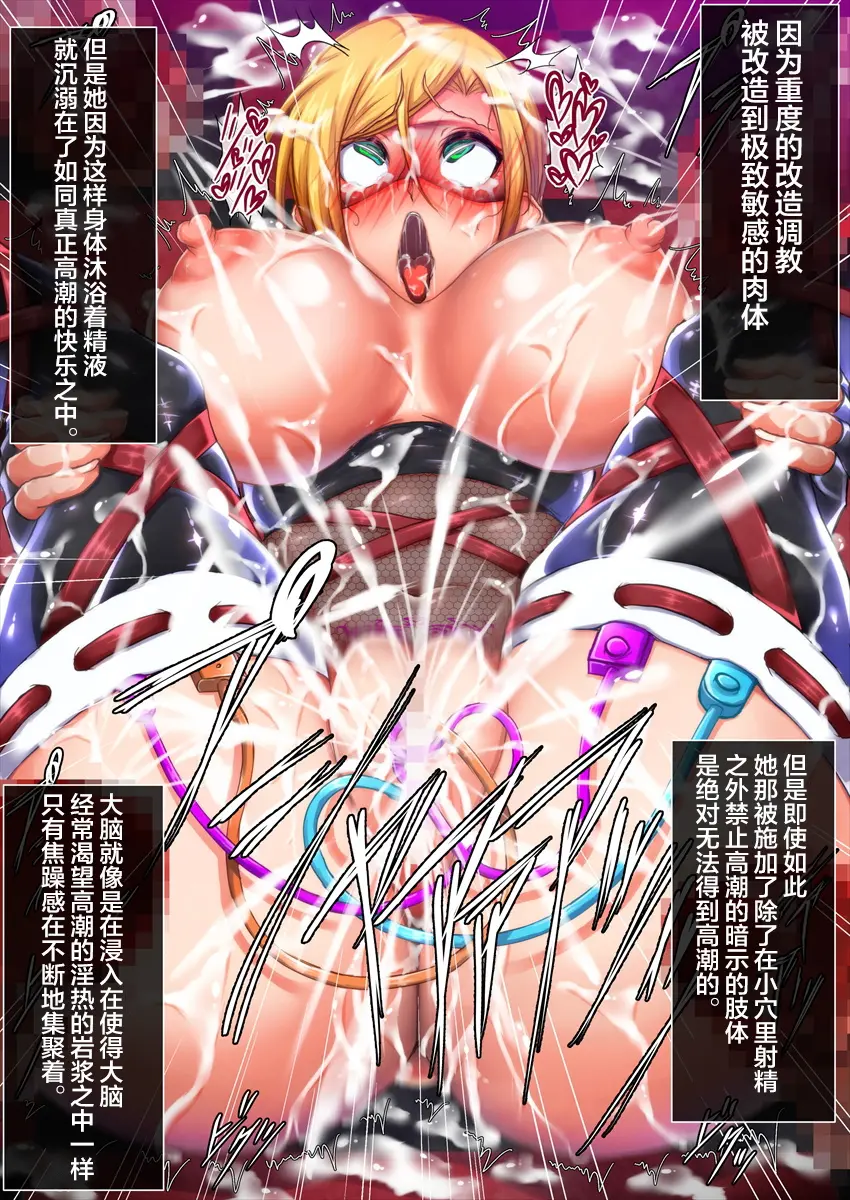 因为重度的改造调教
被改造到极致敏感的肉体
但是她因为这样身体沐浴着精液
就沉溺在了如同真正高潮的快乐之中。
但是即使如此
她那被施加了除了在小穴里射精
之外禁止高潮的暗示的肢体
是绝对无法得到高潮的。
大脑就像是在浸入在使得大脑
经常渴望高潮的淫热的岩浆之中一样
只有焦躁感在不断地集聚着。